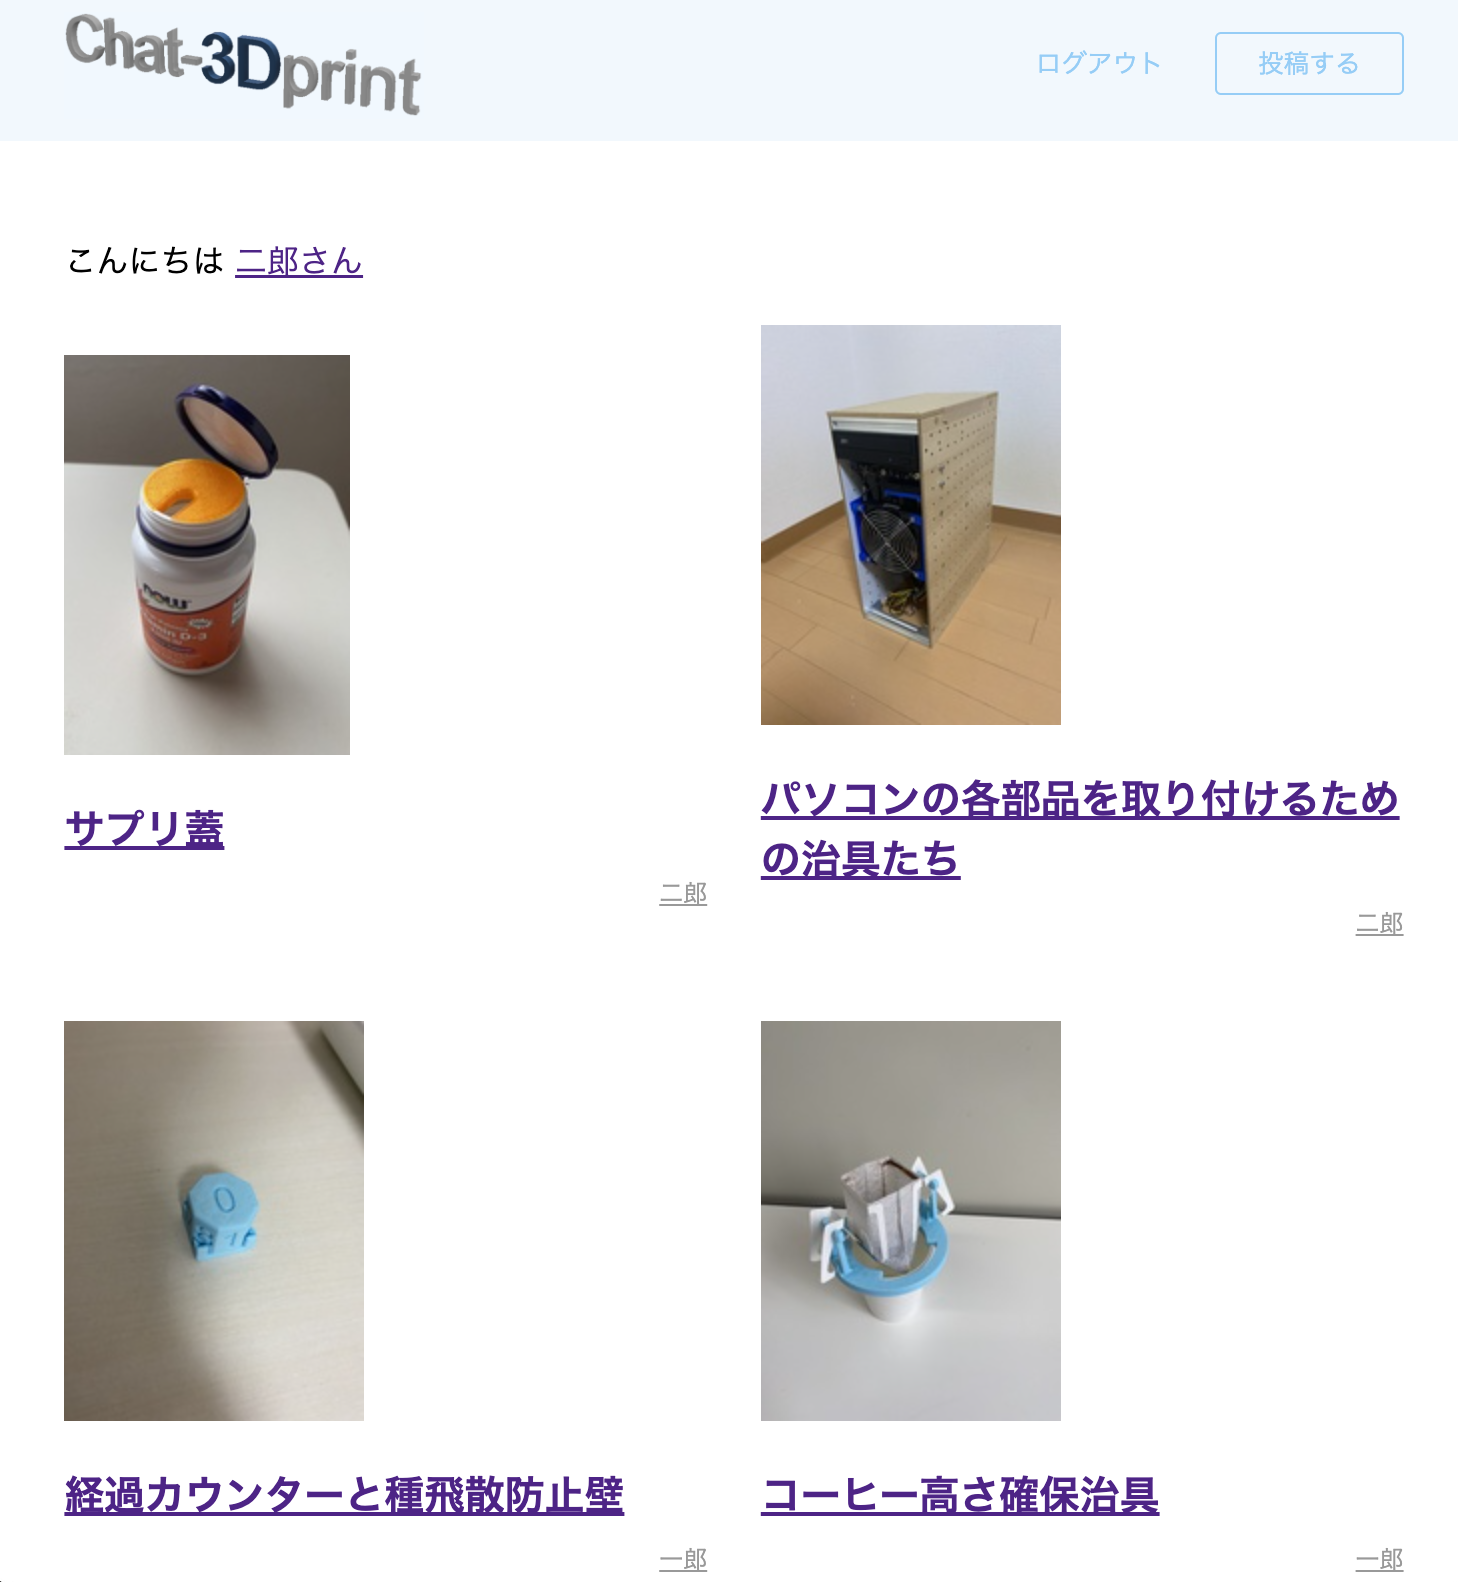 Chat-3Dprint
ログアウト
投稿する
こんにちは 二郎さん
now
D-3
サプリ蓋
二郎
パソコンの各部品を取り付けるため
の治具たち
二郎
0
1
経過カウンターと種飛散防止壁
一郎
コーヒー高さ確保治具
一郎